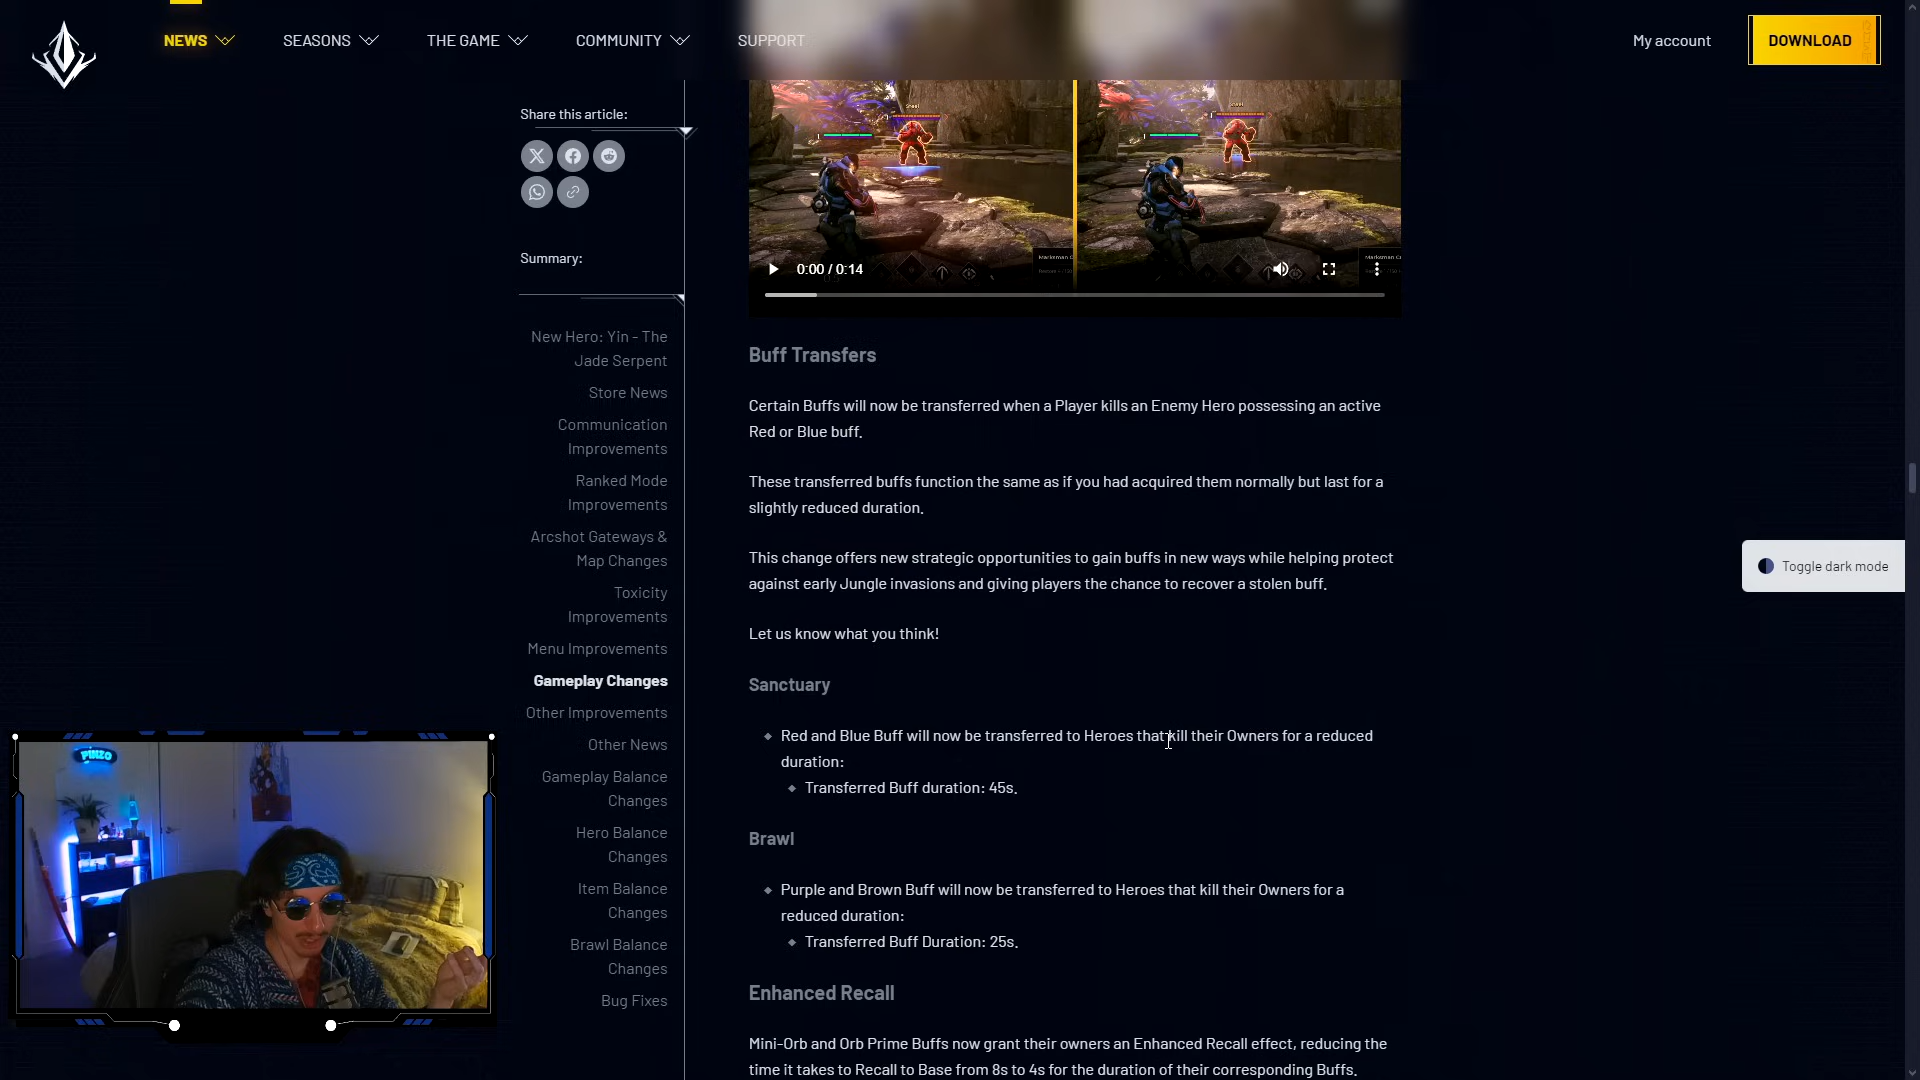 NEWS
SEASONS
THE GAME
COMMUNITY
SUPPORT
My account
DOWNLOAD
Share this article:
Summary:
New Hero: Yin - The
Jade Serpent
Store News
Communication
Improvements
Ranked Mode
Improvements
Arcshot Gateways &
Map Changes
Toxicity
Improvements
Menu Improvements
Gameplay Changes
Other Improvements
Other News
Gameplay Balance
Changes
Hero Balance
Changes
Item Balance
Changes
Brawl Balance
Changes
Bug Fixes
Steel
Steel
0:00 / 0:14
Buff Transfers
Certain Buffs will now be transferred when a Player kills an Enemy Hero possessing an active
Red or Blue buff.
These transferred buffs function the same as if you had acquired them normally but last for a
slightly reduced duration.
This change offers new strategic opportunities to gain buffs in new ways while helping protect
against early Jungle invasions and giving players the chance to recover a stolen buff.
Let us know what you think!
Sanctuary
Red and Blue Buff will now be transferred to Heroes that kill their Owners for a reduced
duration:
Transferred Buff duration: 45s.
Brawl
Purple and Brown Buff will now be transferred to Heroes that kill their Owners for a
reduced duration:
Transferred Buff Duration: 25s.
Enhanced Recall
Mini-Orb and Orb Prime Buffs now grant their owners an Enhanced Recall effect, reducing the
time it takes to Recall to Base from 8s to 4s for the duration of their corresponding Buffs.
Toggle dark mode
PINZO